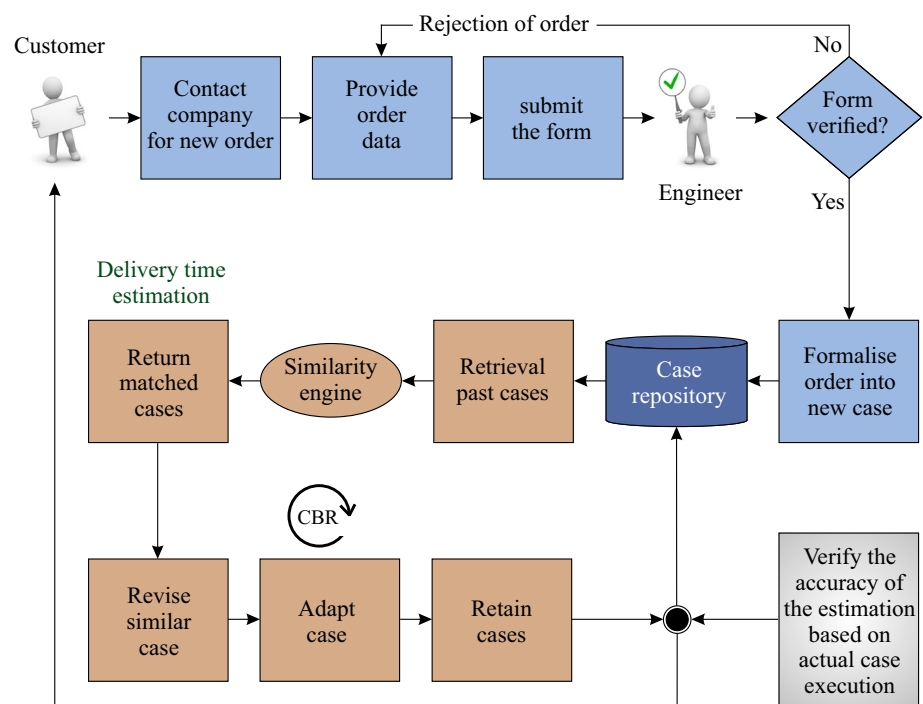 Rejection of order
Customer
No
Contact
company
for new order
Provide
order
data
submit
the form
Form
verified?
Engineer
Yes
Delivery time
estimation
Return
matched
cases
Similarity
engine
Retrieval
past cases
Case
repository
Formalise
order into
new case
CBR
Revise
similar
case
Adapt
case
Retain
cases
Verify the
accuracy of
the estimation
based on
actual case
execution